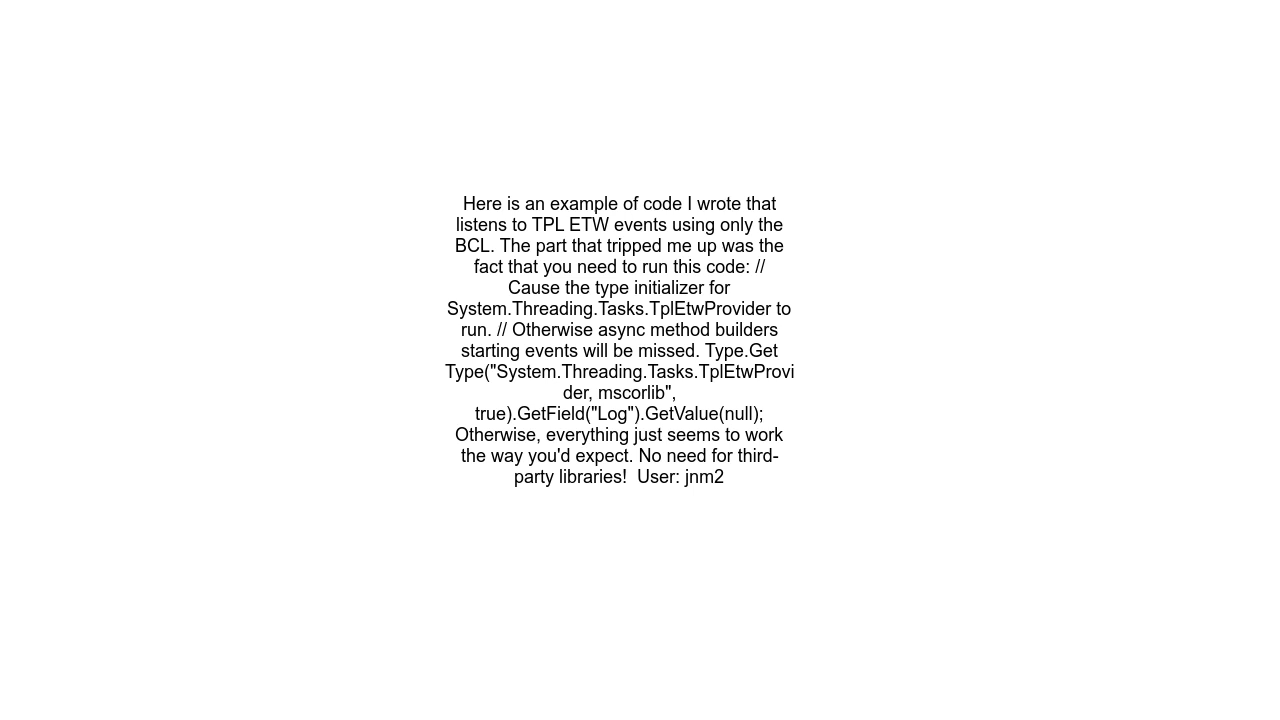 Here is an example of code I wrote that
listens to TPL ETW events using only the
BCL. The part that tripped me up was the
fact that you need to run this code: //
Cause the type initializer for
System.Threading.Tasks.TplEtwProvider to
run. // Otherwise async method builders
starting events will be missed. Type.Get
Type("System.Threading.Tasks.TplEtwProvi
der, mscorlib",
true).GetField("Log").GetValue(null);
Otherwise, everything just seems to work
the way you'd expect. No need for third-
party libraries!  User: jnm2